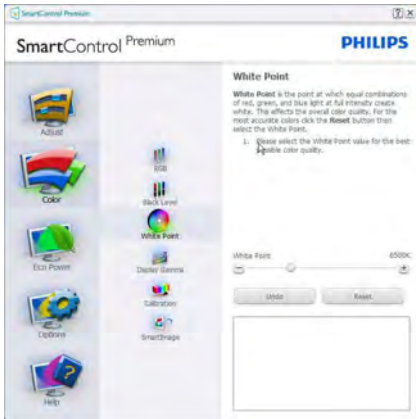 SmartControl Premium
SmartControl Premium
PHILIPS
Adjust
Color
Eco Power
Options
Help
RGB
Black Level
White Point
Display Gamma
Calibration
SmartImage
White Point
White Point is the point at which equal combinations
of red, green, and blue light at full intensity create
white. This effects the overall color quality. For the
most accurate colors click the Reset button then
select the White Point.
1. Please select the White Point value for the best
possible color quality.
White Point 6500K
Undo Reset